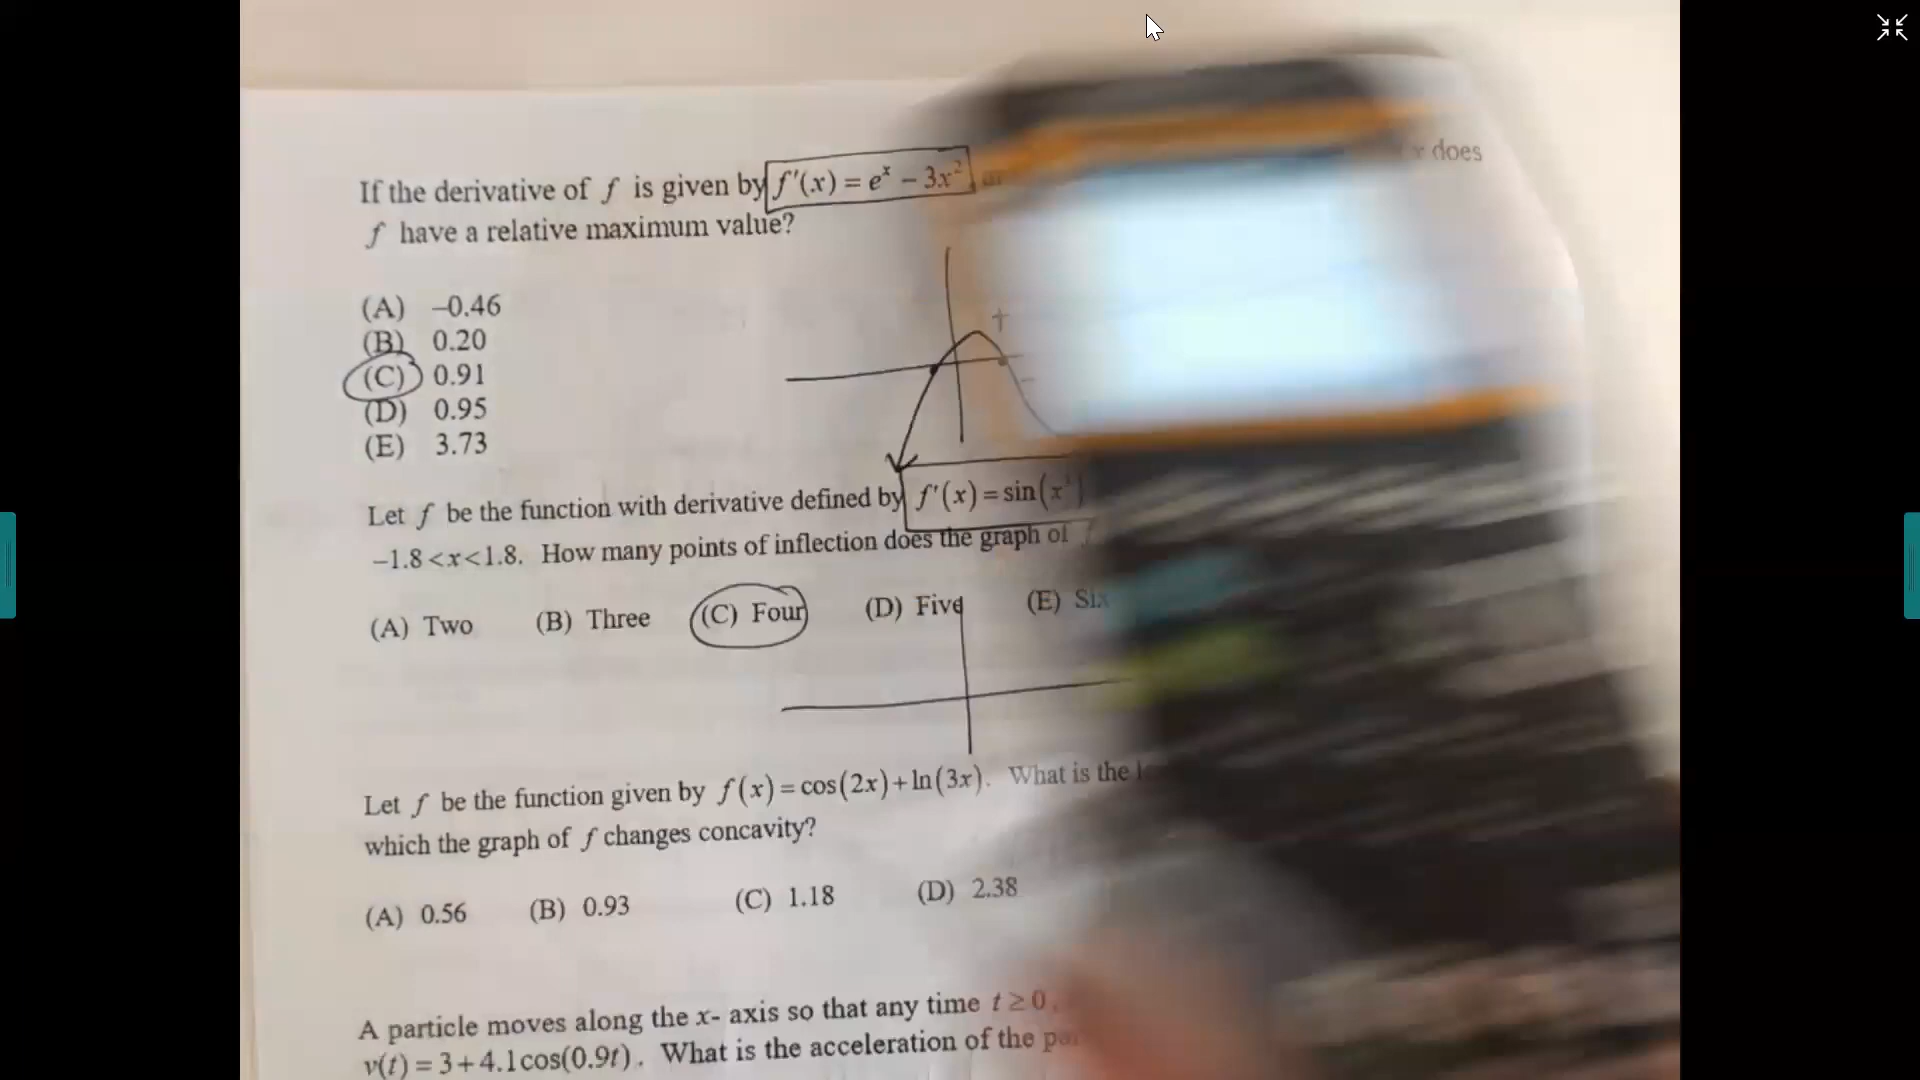 If the derivative of f is given by f'(x) = eˣ − 3x²
x does
f have a relative maximum value?
(A) −0.46
(B) 0.20
(C) 0.91
(D) 0.95
(E) 3.73
+
−
Let f be the function with derivative defined by f'(x) = sin(x³)
−1.8 < x < 1.8. How many points of inflection does the graph of f
(A) Two (B) Three (C) Four (D) Five (E) Six
Let f be the function given by f(x) = cos(2x) + ln(3x). What is the
which the graph of f changes concavity?
(A) 0.56 (B) 0.93 (C) 1.18 (D) 2.38
A particle moves along the x- axis so that any time t ≥ 0,
v(t) = 3 + 4.1cos(0.9t). What is the acceleration of the